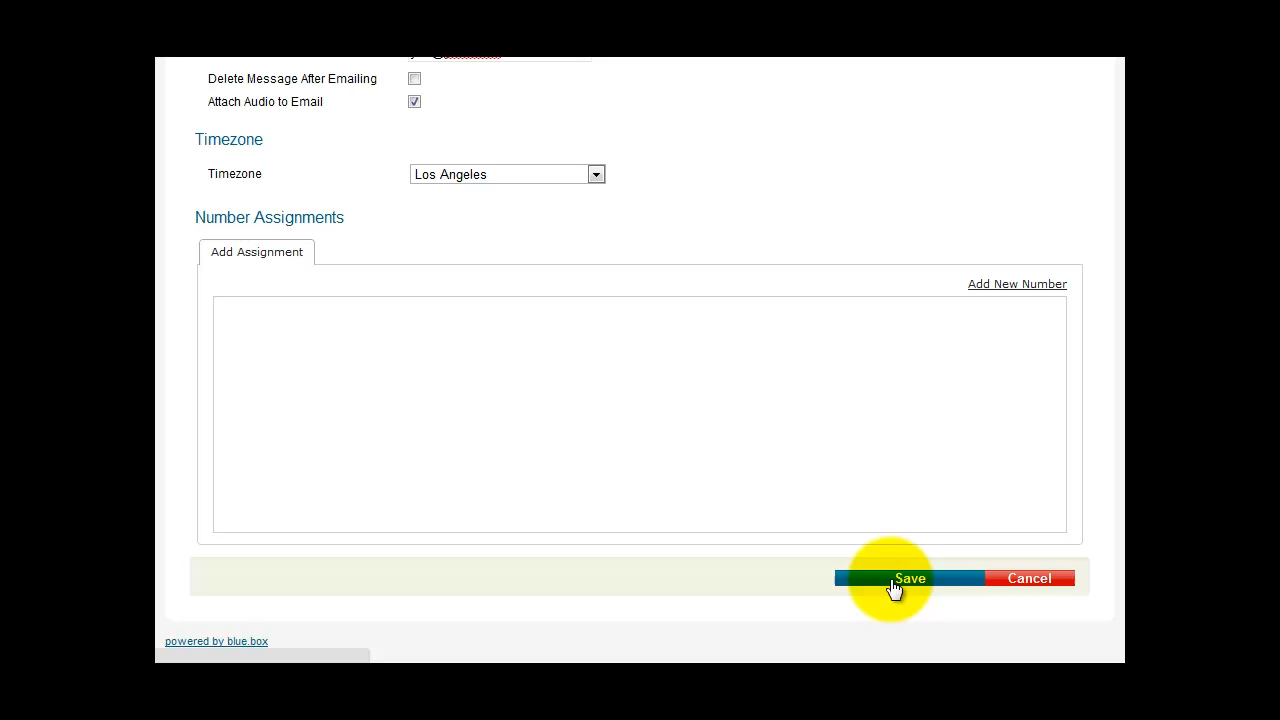 Delete Message After Emailing
Attach Audio to Email
Timezone
Timezone
Los Angeles
Number Assignments
Add Assignment
Add New Number
Save
Cancel
powered by blue.box